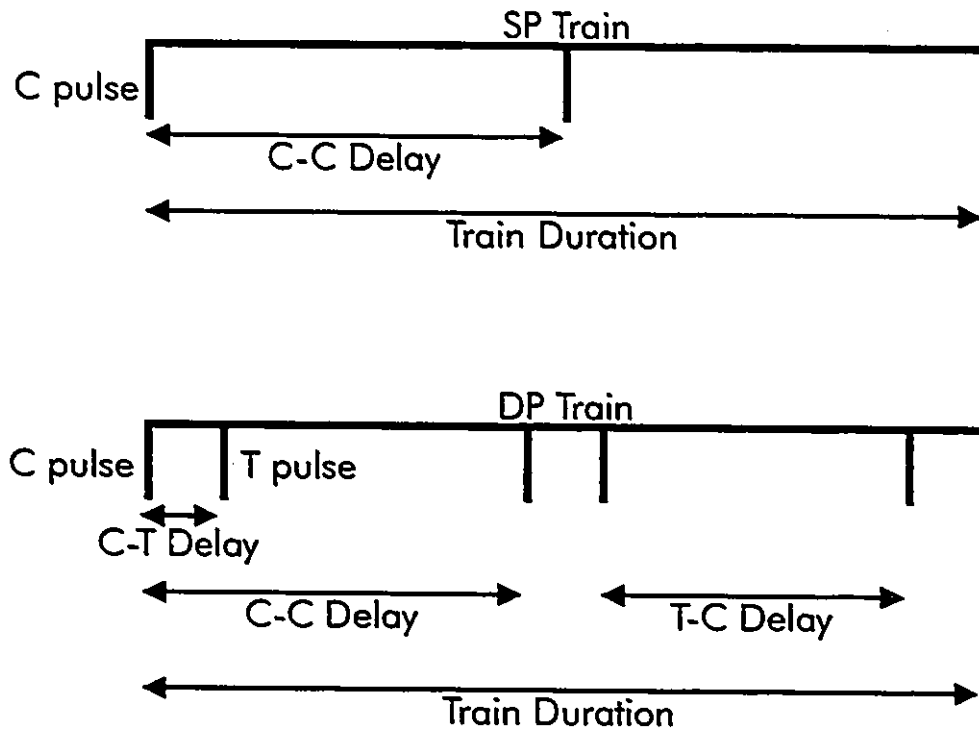 SP Train
C pulse
C-C Delay
Train Duration
DP Train
C pulse
T pulse
C-T Delay
C-C Delay
T-C Delay
Train Duration